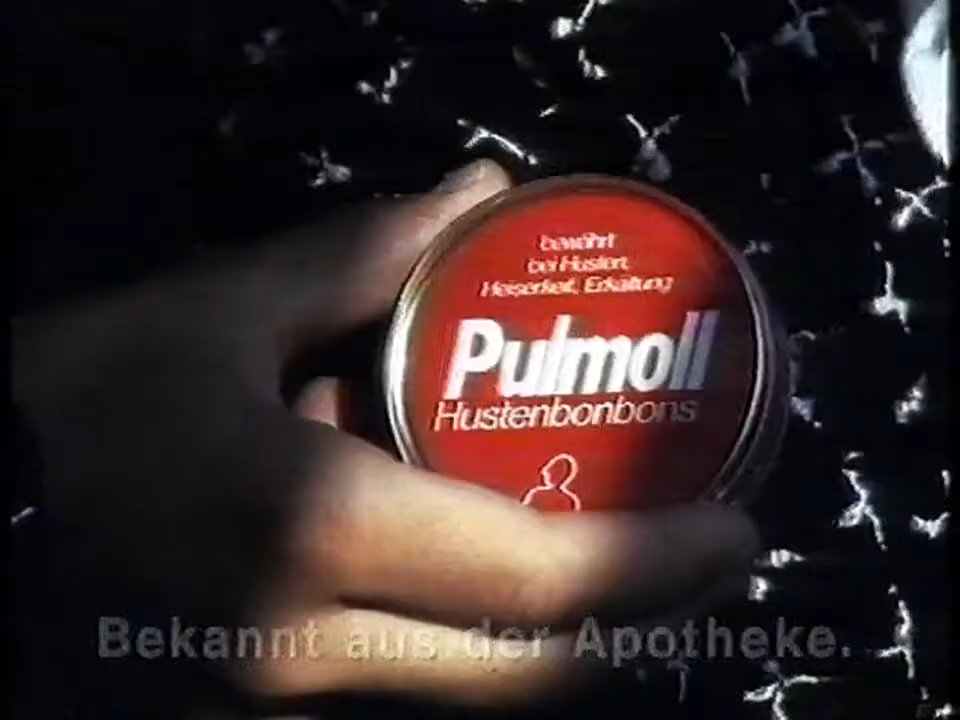 bewährt
bei Husten,
Heiserkeit, Erkältung
Pulmoll
Hustenbonbons
Bekannt aus der Apotheke.